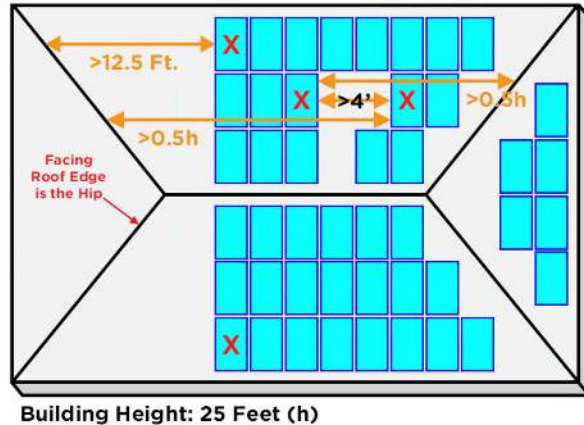 X
>12.5 Ft.
X
>4'
X
>0.5h
>0.5h
Facing
Roof Edge
is the Hip
X
Building Height: 25 Feet (h)